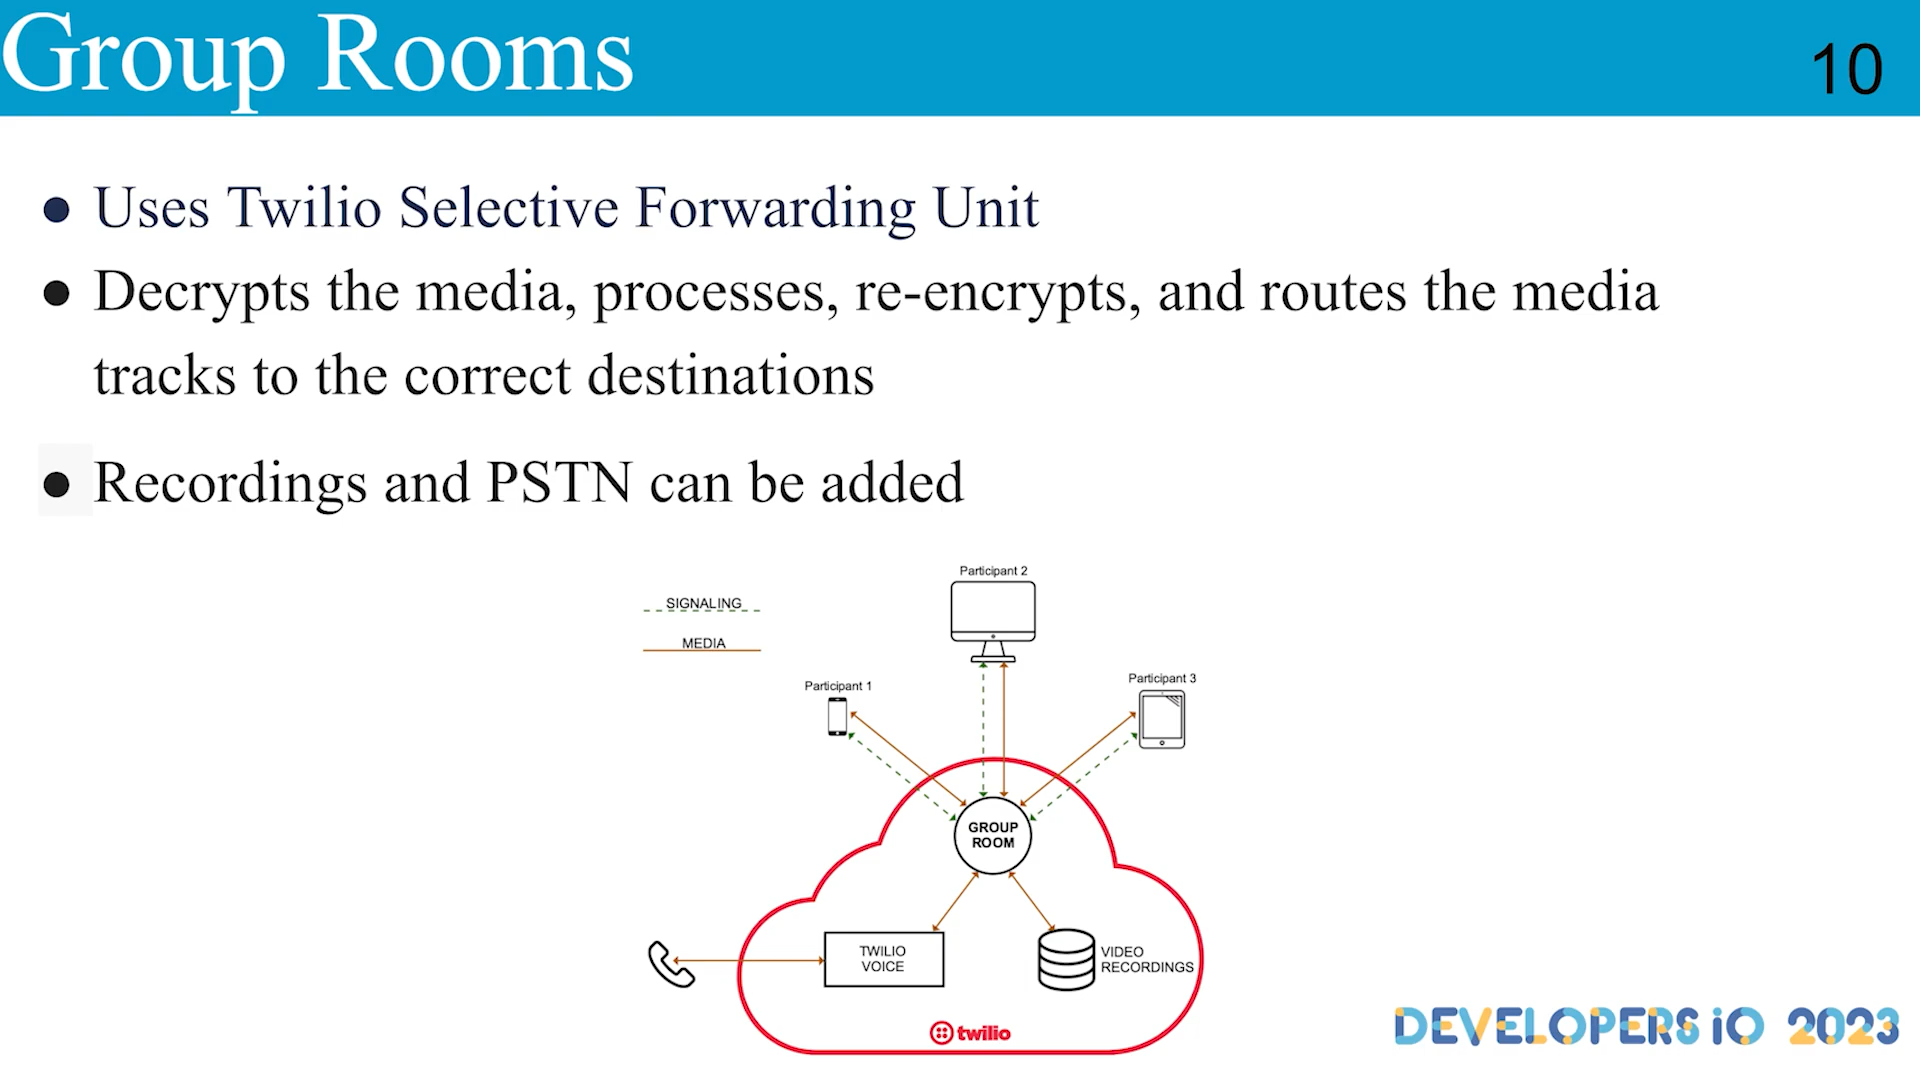 Group Rooms
10
● Uses Twilio Selective Forwarding Unit
● Decrypts the media, processes, re-encrypts, and routes the media
tracks to the correct destinations
● Recordings and PSTN can be added
SIGNALING
MEDIA
Participant 2
Participant 1
Participant 3
GROUP
ROOM
TWILIO
VOICE
VIDEO
RECORDINGS
twilio
DEVELOPERS iO 2023